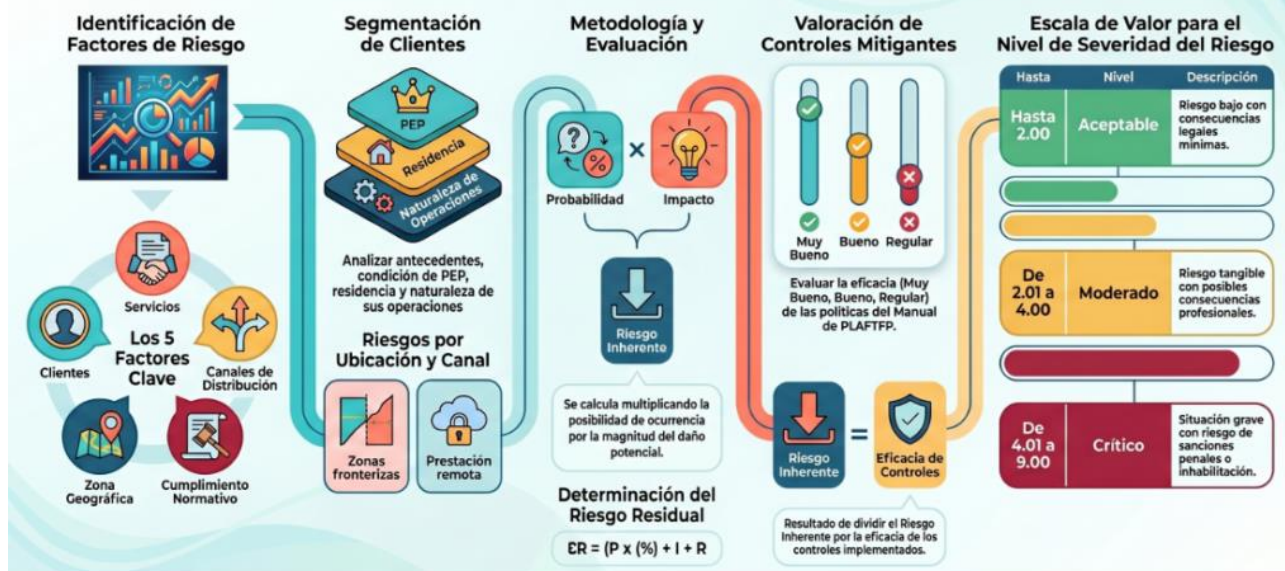 Identificación de
Factores de Riesgo
Servicios
Clientes
Los 5
Factores
Clave
Canales de
Distribución
Zona
Geográfica
Cumplimiento
Normativo
Segmentación
de Clientes
PEP
Residencia
Naturaleza de
Operaciones
Analizar antecedentes,
condición de PEP,
residencia y naturaleza de
sus operaciones
Riesgos por
Ubicación y Canal
Zonas
fronterizas
Prestación
remota
Metodología y
Evaluación
?
%
×
Probabilidad
Impacto
Riesgo
Inherente
Se calcula multiplicando la
posibilidad de ocurrencia
por la magnitud del daño
potencial.
Determinación del
Riesgo Residual
ƐR = (P x (%) + I + R
Valoración de
Controles Mitigantes
Muy
Bueno
Bueno
Regular
Evaluar la eficacia (Muy
Bueno, Bueno, Regular)
de las políticas del Manual
de PLAFTFP.
Riesgo
Inherente
=
Eficacia de
Controles
Resultado de dividir el Riesgo
Inherente por la eficacia de los
controles implementados.
Escala de Valor para el
Nivel de Severidad del Riesgo
Hasta Nivel Descripción
Hasta
2.00
Aceptable
Riesgo bajo con
consecuencias
legales
mínimas.
De
2.01 a
4.00
Moderado
Riesgo tangible
con posibles
consecuencias
profesionales.
De
4.01 a
9.00
Crítico
Situación grave
con riesgo de
sanciones
penales o
inhabilitación.